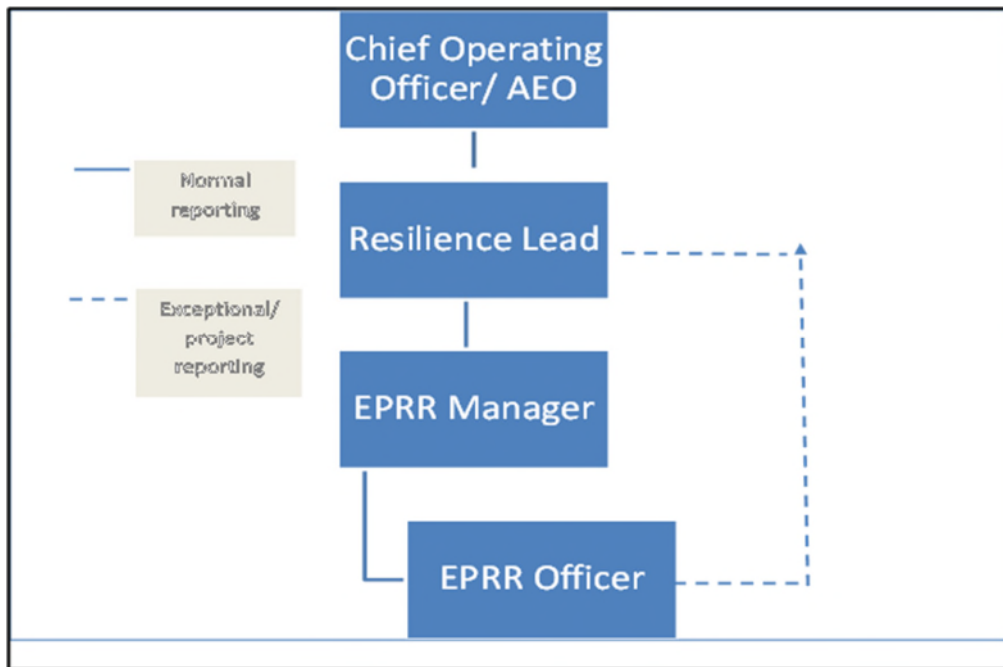 Chief Operating
Officer/ AEO
Normal
reporting
Resilience Lead
Exceptional/
project
reporting
EPRR Manager
EPRR Officer